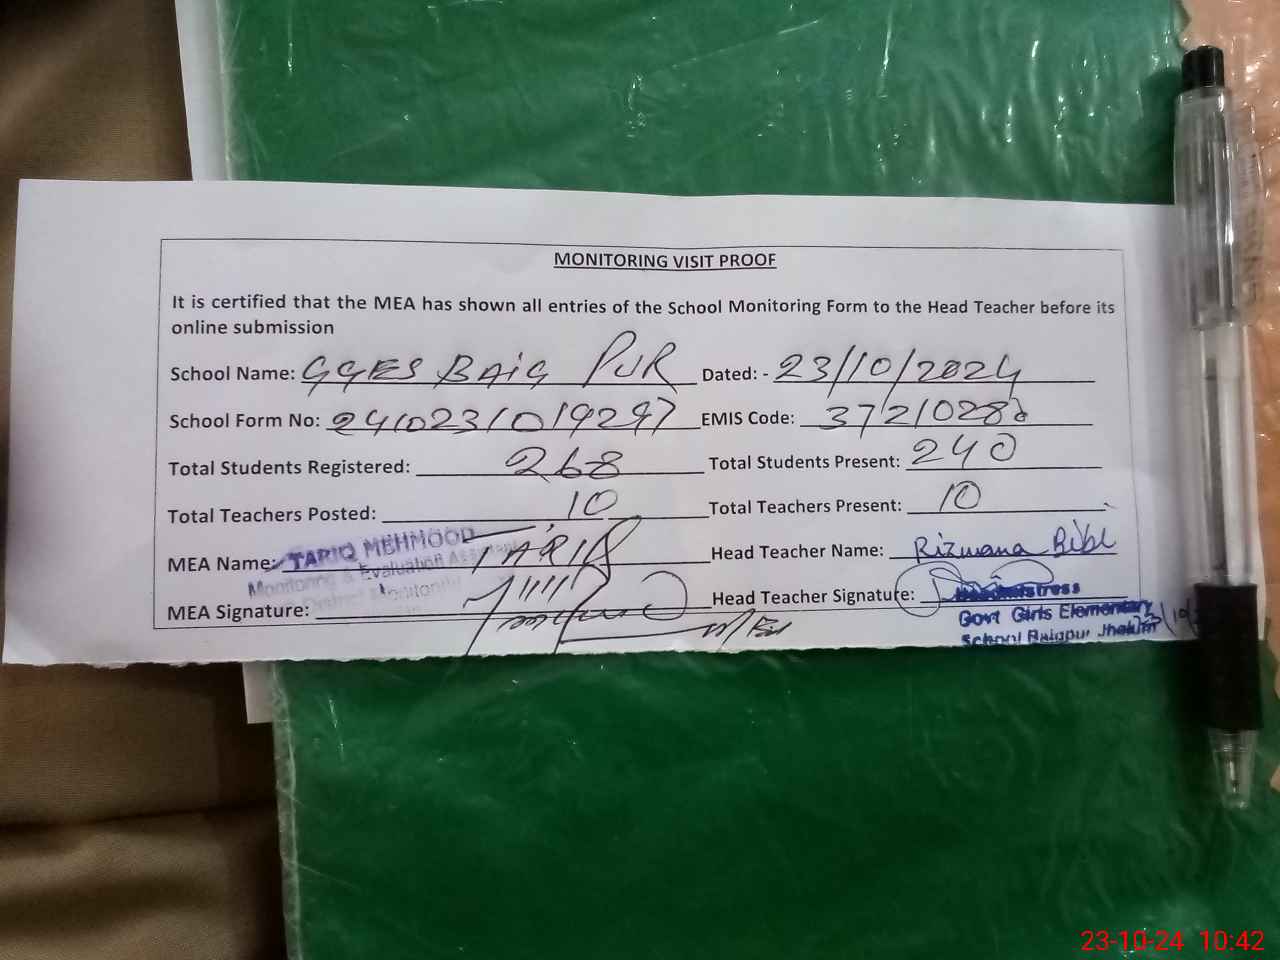 MONITORING VISIT PROOF
It is certified that the MEA has shown all entries of the School Monitoring Form to the Head Teacher before its
online submission
School Name: GGES BAIG PUR Dated: - 23/10/2024
School Form No: 241023101929 7 EMIS Code: 3721028
Total Students Registered: 268 Total Students Present: 240
Total Teachers Posted: 10 Total Teachers Present: 10
MEA Name: TARIQ MEHMOOD TARIQ Head Teacher Name: Rizwana Bibi
Monitoring & Evaluation Assistant
MEA Signature: Head Teacher Signature:
Headmistress
Govt Girls Elementary
School Baigpur Jhelum
23-10-24 10:42